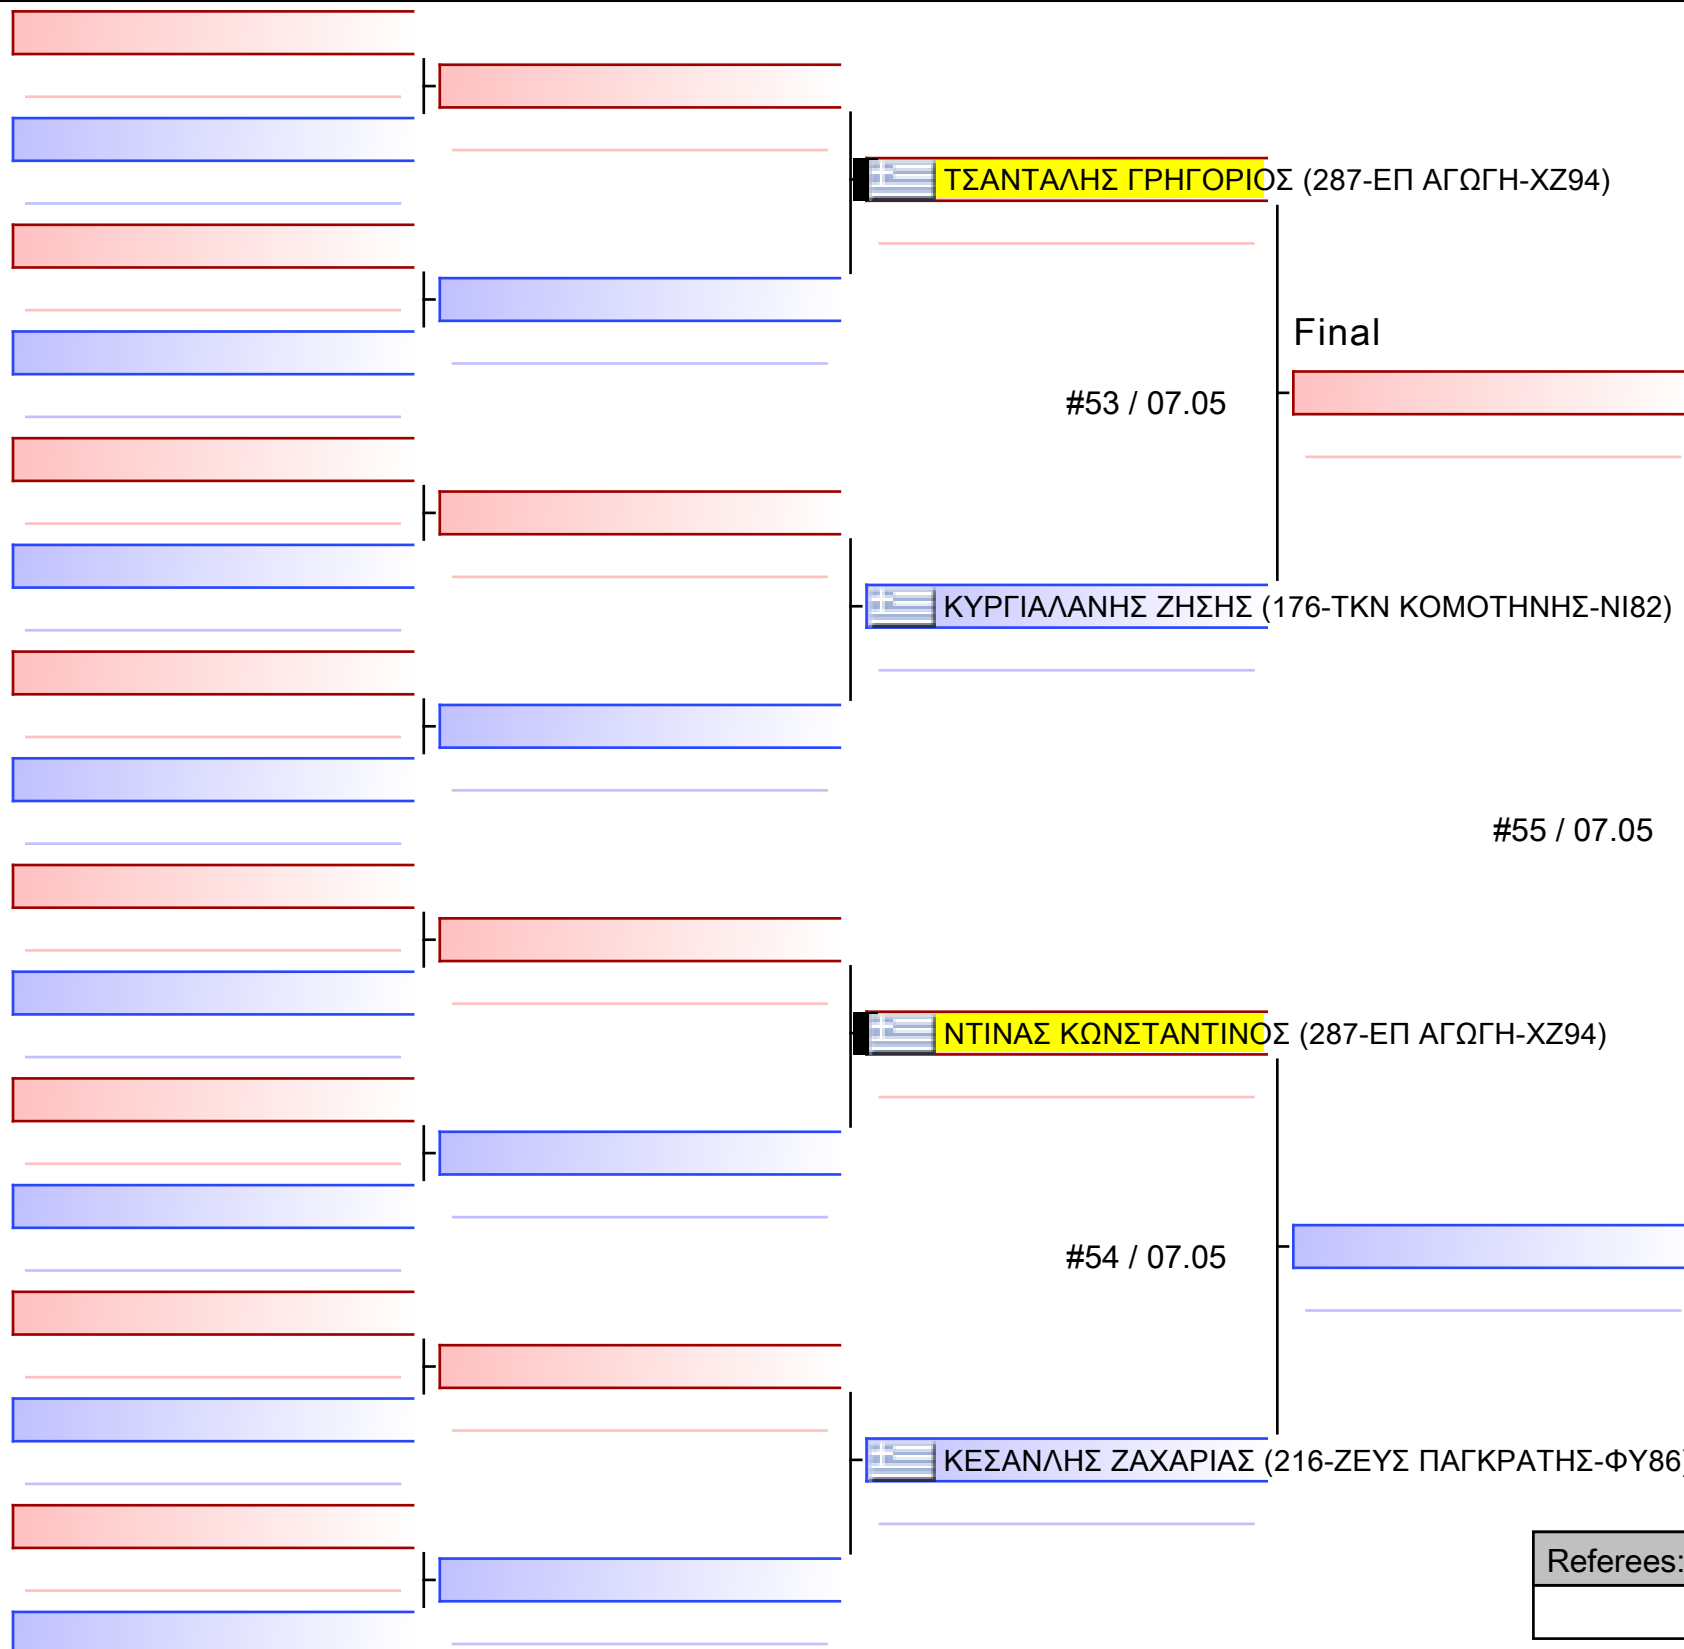 ΤΣΑΝΤΑΛΗΣ ΓΡΗΓΟΡΙΟΣ (287-ΕΠ ΑΓΩΓΗ-ΧΖ94)
Final
#53 / 07.05
ΚΥΡΓΙΑΛΑΝΗΣ ΖΗΣΗΣ (176-ΤΚΝ ΚΟΜΟΤΗΝΗΣ-ΝΙ82)
#55 / 07.05
ΝΤΙΝΑΣ ΚΩΝΣΤΑΝΤΙΝΟΣ (287-ΕΠ ΑΓΩΓΗ-ΧΖ94)
#54 / 07.05
ΚΕΣΑΝΛΗΣ ΖΑΧΑΡΙΑΣ (216-ΖΕΥΣ ΠΑΓΚΡΑΤΗΣ-ΦΥ86)
Referees: